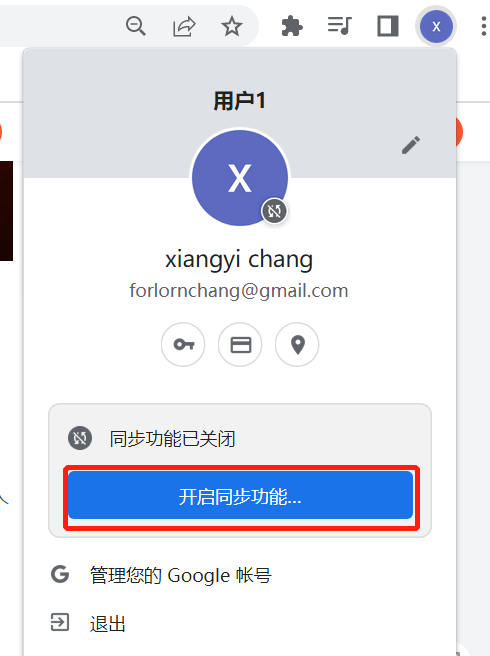 X
用户1
X
xiangyi chang
forlornchang@gmail.com
同步功能已关闭
开启同步功能...
G 管理您的 Google 帐号
退出